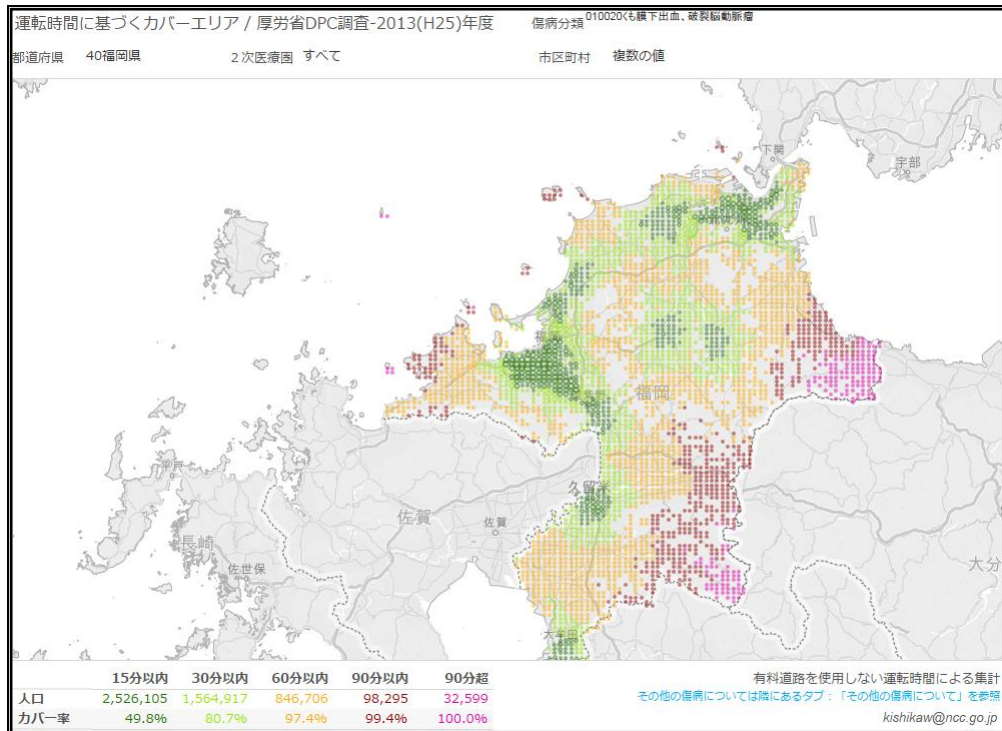 運転時間に基づくカバーエリア / 厚労省DPC調査-2013(H25)年度
傷病分類 010020くも膜下出血、破裂脳動脈瘤
都道府県 40福岡県 2次医療圏 すべて 市区町村 複数の値
下関
宇部
福岡
久留米
佐賀
佐賀
平戸
長崎
佐世保
大分
大牟田
15分以内 30分以内 60分以内 90分以内 90分超
人口 2,526,105 1,564,917 846,706 98,295 32,599
カバー率 49.8% 80.7% 97.4% 99.4% 100.0%
有料道路を使用しない運転時間による集計
その他の傷病については隣にあるタブ：「その他の傷病について」を参照
kishikaw@ncc.go.jp